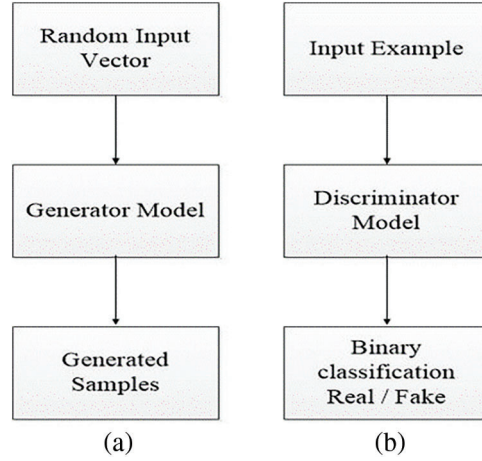 Random Input
Vector
Generator Model
Generated
Samples
(a)
Input Example
Discriminator
Model
Binary
classification
Real / Fake
(b)